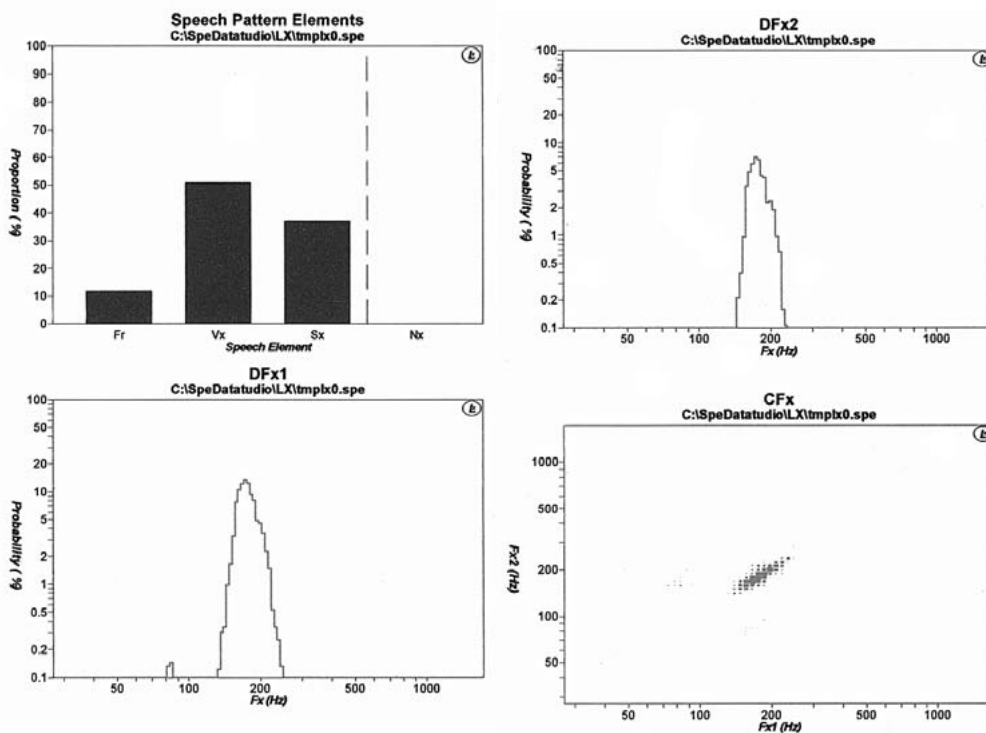 Speech Pattern Elements
C:\SpeDatatudio\LX\tmplx0.spe
100
90
80
70
60
50
40
30
20
10
0
Proportion (%)
Fr
Vx
Sx
Nx
Speech Element
DFx2
C:\SpeDatatudio\LX\tmplx0.spe
100
50
20
10
5
2
1
0.5
0.2
0.1
Probability (%)
50
100
200
500
1000
Fx (Hz)
DFx1
C:\SpeDatatudio\LX\tmplx0.spe
100
50
20
10
5
2
1
0.5
0.2
0.1
Probability (%)
50
100
200
500
1000
Fx (Hz)
CFx
C:\SpeDatatudio\LX\tmplx0.spe
1000
500
200
100
50
Fx2 (Hz)
50
100
200
500
1000
Fx1 (Hz)